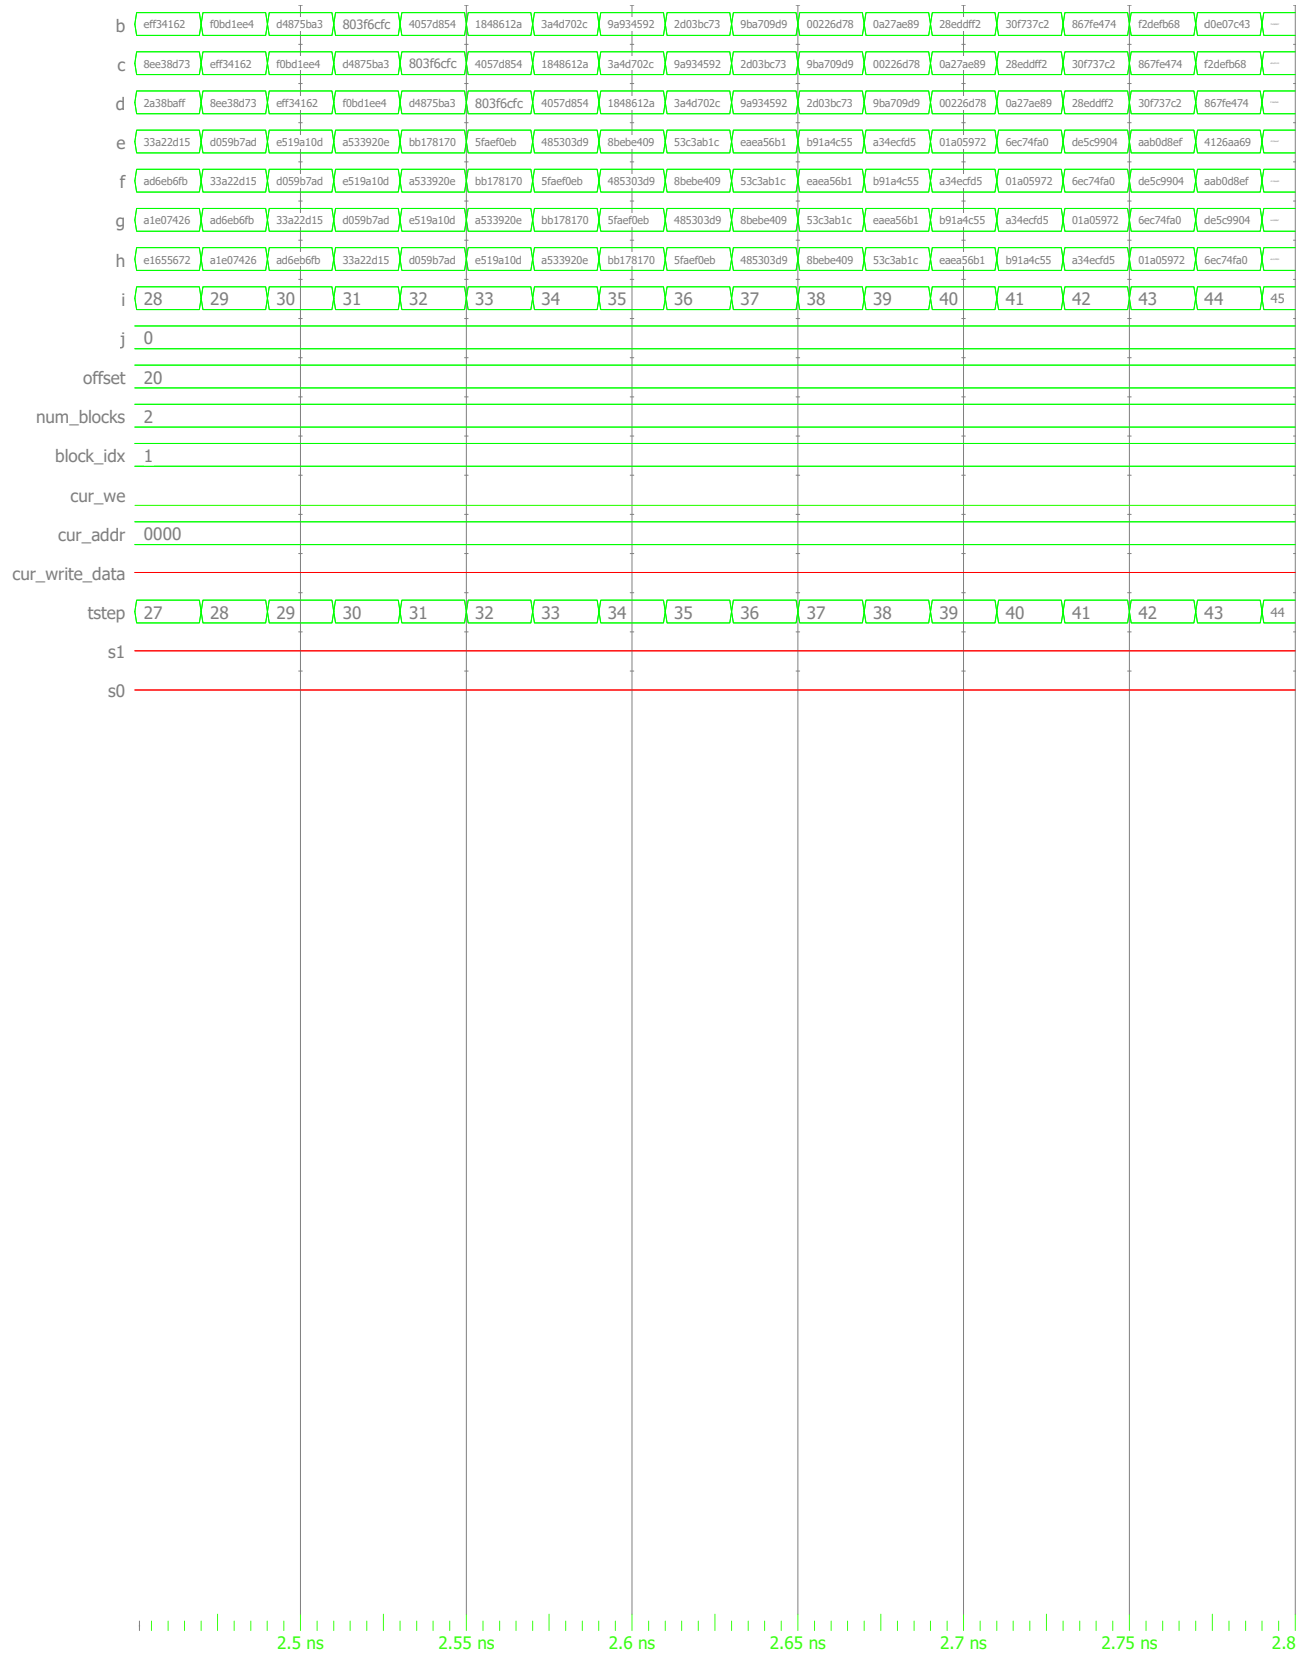 b eff34162 f0bd1ee4 d4875ba3 803f6cfc 4057d854 1848612a 3a4d702c 9a934592 2d03bc73 9ba709d9 00226d78 0a27ae89 28eddff2 30f737c2 867fe474 f2defb68 d0e07c43
c 8ee38d73 eff34162 f0bd1ee4 d4875ba3 803f6cfc 4057d854 1848612a 3a4d702c 9a934592 2d03bc73 9ba709d9 00226d78 0a27ae89 28eddff2 30f737c2 867fe474 f2defb68
d 2a38baff 8ee38d73 eff34162 f0bd1ee4 d4875ba3 803f6cfc 4057d854 1848612a 3a4d702c 9a934592 2d03bc73 9ba709d9 00226d78 0a27ae89 28eddff2 30f737c2 867fe474
e 33a22d15 d059b7ad e519a10d a533920e bb178170 5faef0eb 485303d9 8bebe409 53c3ab1c eaea56b1 b91a4c55 a34ecfd5 01a05972 6ec74fa0 de5c9904 aab0d8ef 4126aa69
f ad6eb6fb 33a22d15 d059b7ad e519a10d a533920e bb178170 5faef0eb 485303d9 8bebe409 53c3ab1c eaea56b1 b91a4c55 a34ecfd5 01a05972 6ec74fa0 de5c9904 aab0d8ef
g a1e07426 ad6eb6fb 33a22d15 d059b7ad e519a10d a533920e bb178170 5faef0eb 485303d9 8bebe409 53c3ab1c eaea56b1 b91a4c55 a34ecfd5 01a05972 6ec74fa0 de5c9904
h e1655672 a1e07426 ad6eb6fb 33a22d15 d059b7ad e519a10d a533920e bb178170 5faef0eb 485303d9 8bebe409 53c3ab1c eaea56b1 b91a4c55 a34ecfd5 01a05972 6ec74fa0
i 28 29 30 31 32 33 34 35 36 37 38 39 40 41 42 43 44 45
j 0
offset 20
num_blocks 2
block_idx 1
cur_we
cur_addr 0000
cur_write_data
tstep 27 28 29 30 31 32 33 34 35 36 37 38 39 40 41 42 43 44
s1
s0
2.5 ns 2.55 ns 2.6 ns 2.65 ns 2.7 ns 2.75 ns 2.8